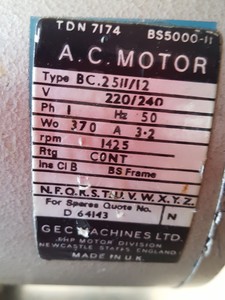 TDN 7174 BS5000-11
A.C. MOTOR
Type BC.2511/12
V 220/240
Ph 1 Hz 50
Wo 370 A 3·2
rpm 1425
Rtg CONT
Ins Cl B BS Frame
N.F.Q.R.S.T.U.V.W.X.Y.Z.
For Spares Quote No.
D 64143 N
GEC MACHINES LTD.
MOTOR DIVISION
NEWCASTLE STATES ENGLAND
MADE IN U.K.